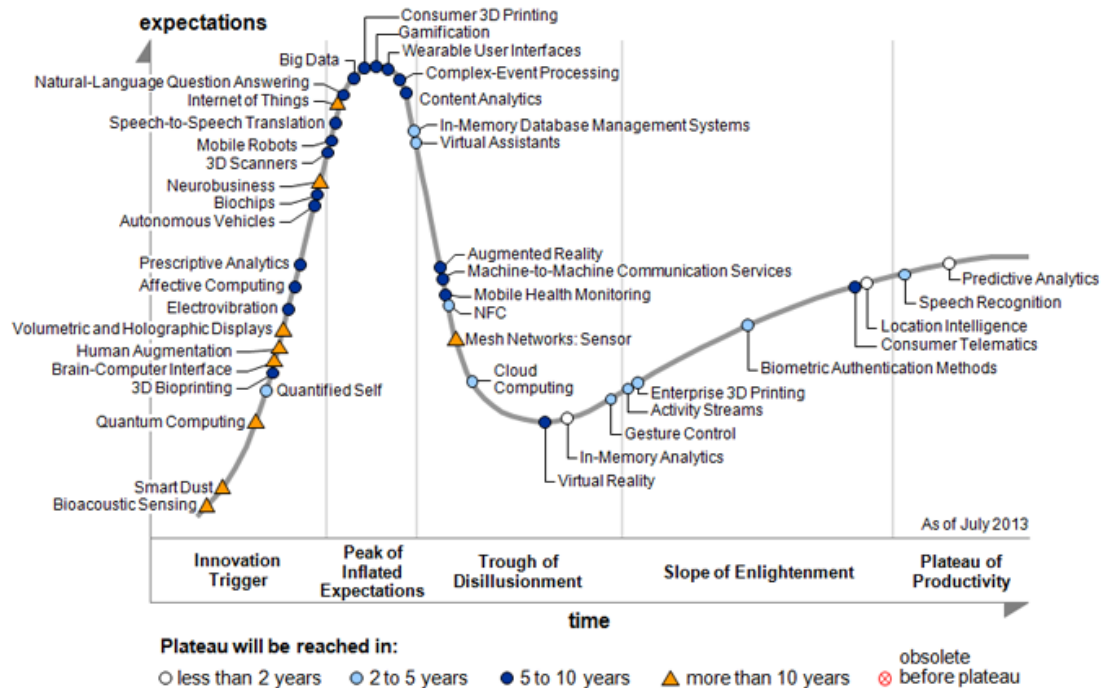 expectations
Consumer 3D Printing
Gamification
Wearable User Interfaces
Big Data
Complex-Event Processing
Natural-Language Question Answering
Internet of Things
Content Analytics
Speech-to-Speech Translation
In-Memory Database Management Systems
Mobile Robots
Virtual Assistants
3D Scanners
Neurobusiness
Biochips
Autonomous Vehicles
Augmented Reality
Prescriptive Analytics
Machine-to-Machine Communication Services
Affective Computing
Mobile Health Monitoring
Electrovibration
NFC
Volumetric and Holographic Displays
Mesh Networks: Sensor
Human Augmentation
Brain-Computer Interface
3D Bioprinting
Quantified Self
Cloud
Computing
Quantum Computing
Smart Dust
Bioacoustic Sensing
Predictive Analytics
Speech Recognition
Location Intelligence
Consumer Telematics
Biometric Authentication Methods
Enterprise 3D Printing
Activity Streams
Gesture Control
In-Memory Analytics
Virtual Reality
As of July 2013
Innovation
Trigger
Peak of
Inflated
Expectations
Trough of
Disillusionment
Slope of Enlightenment
Plateau of
Productivity
time
Plateau will be reached in:
less than 2 years
2 to 5 years
5 to 10 years
more than 10 years
obsolete
before plateau